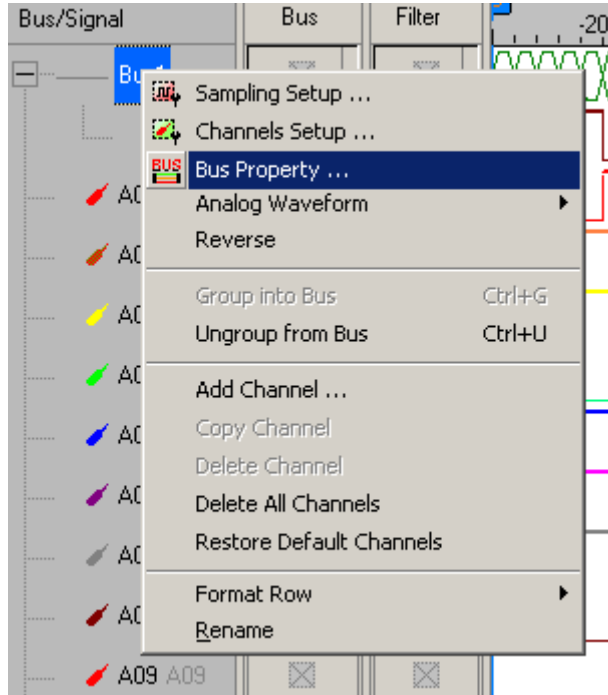 Bus/Signal Bus Filter -20
Sampling Setup ...
Channels Setup ...
BUS Bus Property ...
Analog Waveform
Reverse
Group into Bus Ctrl+G
Ungroup from Bus Ctrl+U
Add Channel ...
Copy Channel
Delete Channel
Delete All Channels
Restore Default Channels
Format Row
Rename
A09 A09